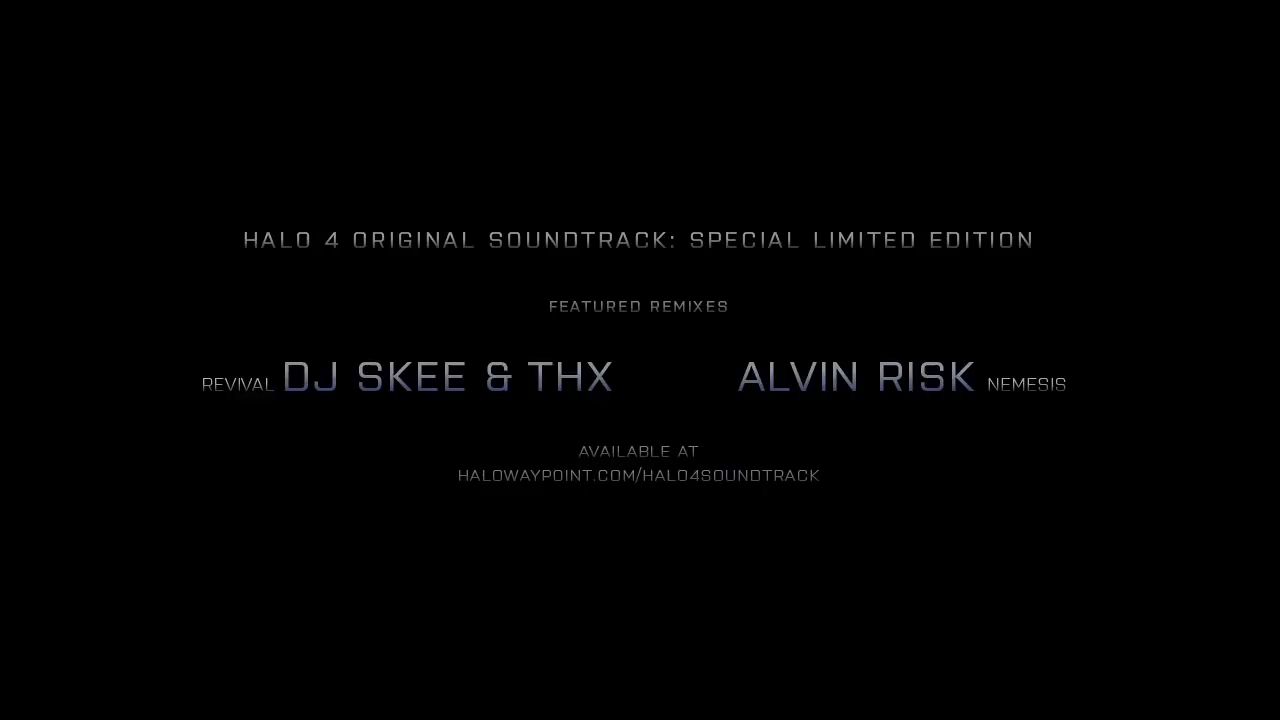 HALO 4 ORIGINAL SOUNDTRACK: SPECIAL LIMITED EDITION
FEATURED REMIXES
REVIVAL DJ SKEE & THX ALVIN RISK NEMESIS
AVAILABLE AT
HALOWAYPOINT.COM/HALO4SOUNDTRACK